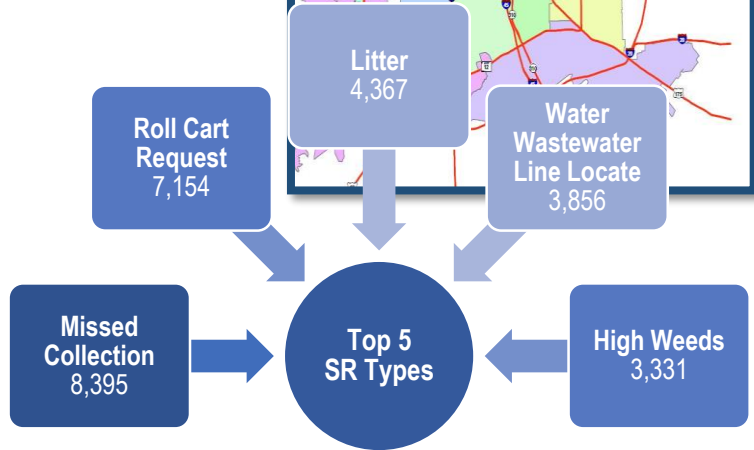 Litter
4,367
Roll Cart
Request
7,154
Water
Wastewater
Line Locate
3,856
Missed
Collection
8,395
Top 5
SR Types
High Weeds
3,331